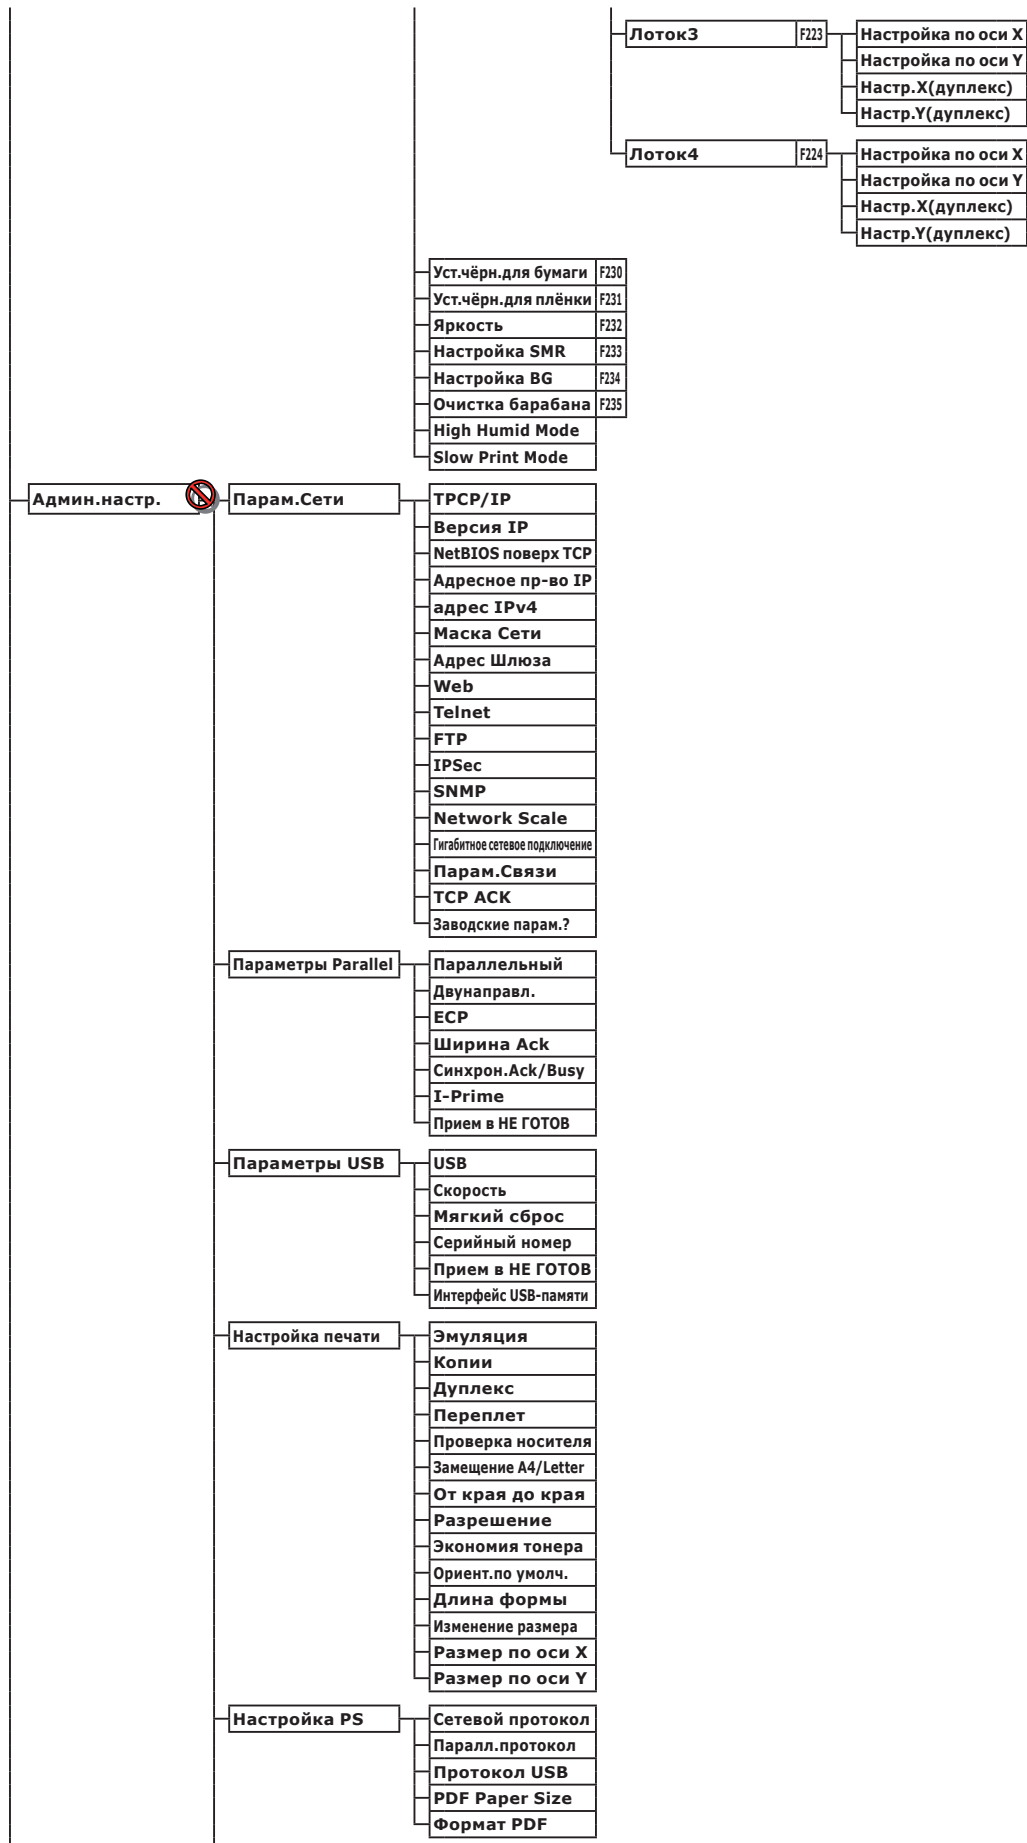 Лоток3 F223 Настройка по оси X
Настройка по оси Y
Настр.X(дуплекс)
Настр.Y(дуплекс)
Лоток4 F224 Настройка по оси X
Настройка по оси Y
Настр.X(дуплекс)
Настр.Y(дуплекс)
Уст.чёрн.для бумаги F230
Уст.чёрн.для плёнки F231
Яркость F232
Настройка SMR F233
Настройка BG F234
Очистка барабана F235
High Humid Mode
Slow Print Mode
Админ.настр. Парам.Сети TPCP/IP
Версия IP
NetBIOS поверх TCP
Адресное пр-во IP
адрес IPv4
Маска Сети
Адрес Шлюза
Web
Telnet
FTP
IPSec
SNMP
Network Scale
Гигабитное сетевое подключение
Парам.Связи
TCP ACK
Заводские парам.?
Параметры Parallel Параллельный
Двунаправл.
ECP
Ширина Ack
Синхрон.Ack/Busy
I-Prime
Прием в НЕ ГОТОВ
Параметры USB USB
Скорость
Мягкий сброс
Серийный номер
Прием в НЕ ГОТОВ
Интерфейс USB-памяти
Настройка печати Эмуляция
Копии
Дуплекс
Переплет
Проверка носителя
Замещение A4/Letter
От края до края
Разрешение
Экономия тонера
Ориент.по умолч.
Длина формы
Изменение размера
Размер по оси X
Размер по оси Y
Настройка PS Сетевой протокол
Паралл.протокол
Протокол USB
PDF Paper Size
Формат PDF